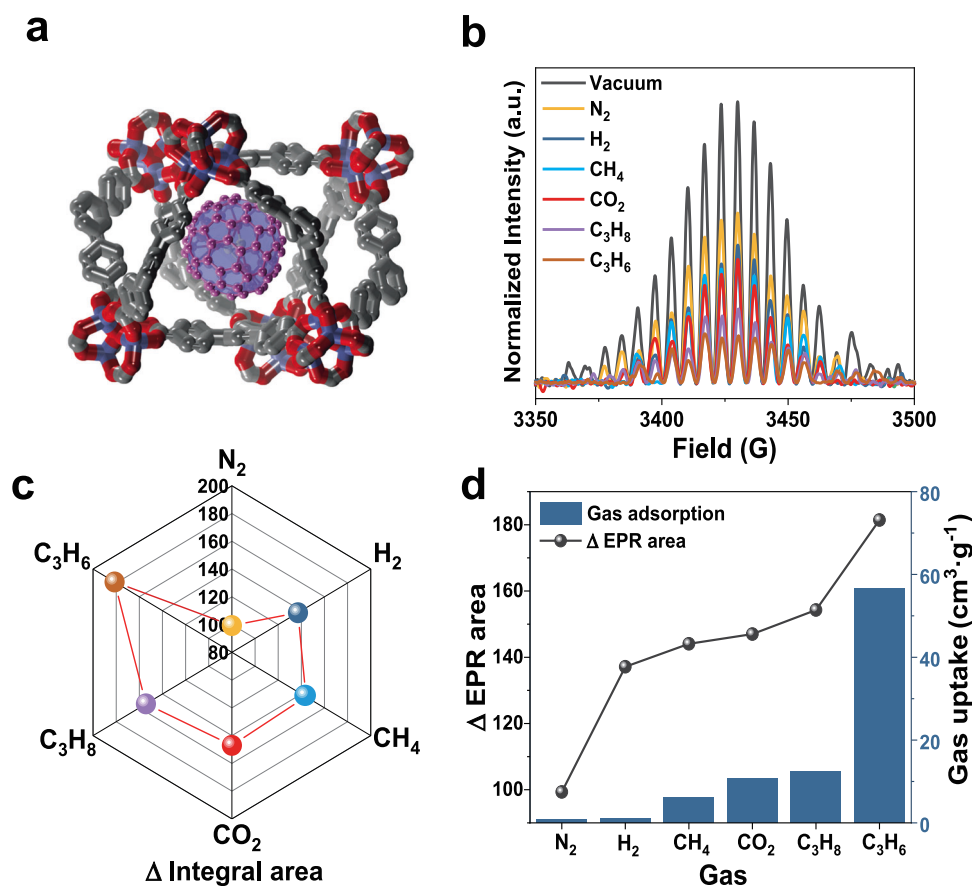 a
b
Normalized Intensity (a.u.)
Vacuum
N₂
H₂
CH₄
CO₂
C₃H₈
C₃H₆
3350
3400
3450
3500
Field (G)
c
N₂
H₂
CH₄
CO₂
C₃H₈
C₃H₆
200
180
160
140
120
100
80
Δ Integral area
d
Δ EPR area
180
160
140
120
100
Gas adsorption
Δ EPR area
80
60
40
20
0
Gas uptake (cm³·g⁻¹)
N₂
H₂
CH₄
CO₂
C₃H₈
C₃H₆
Gas